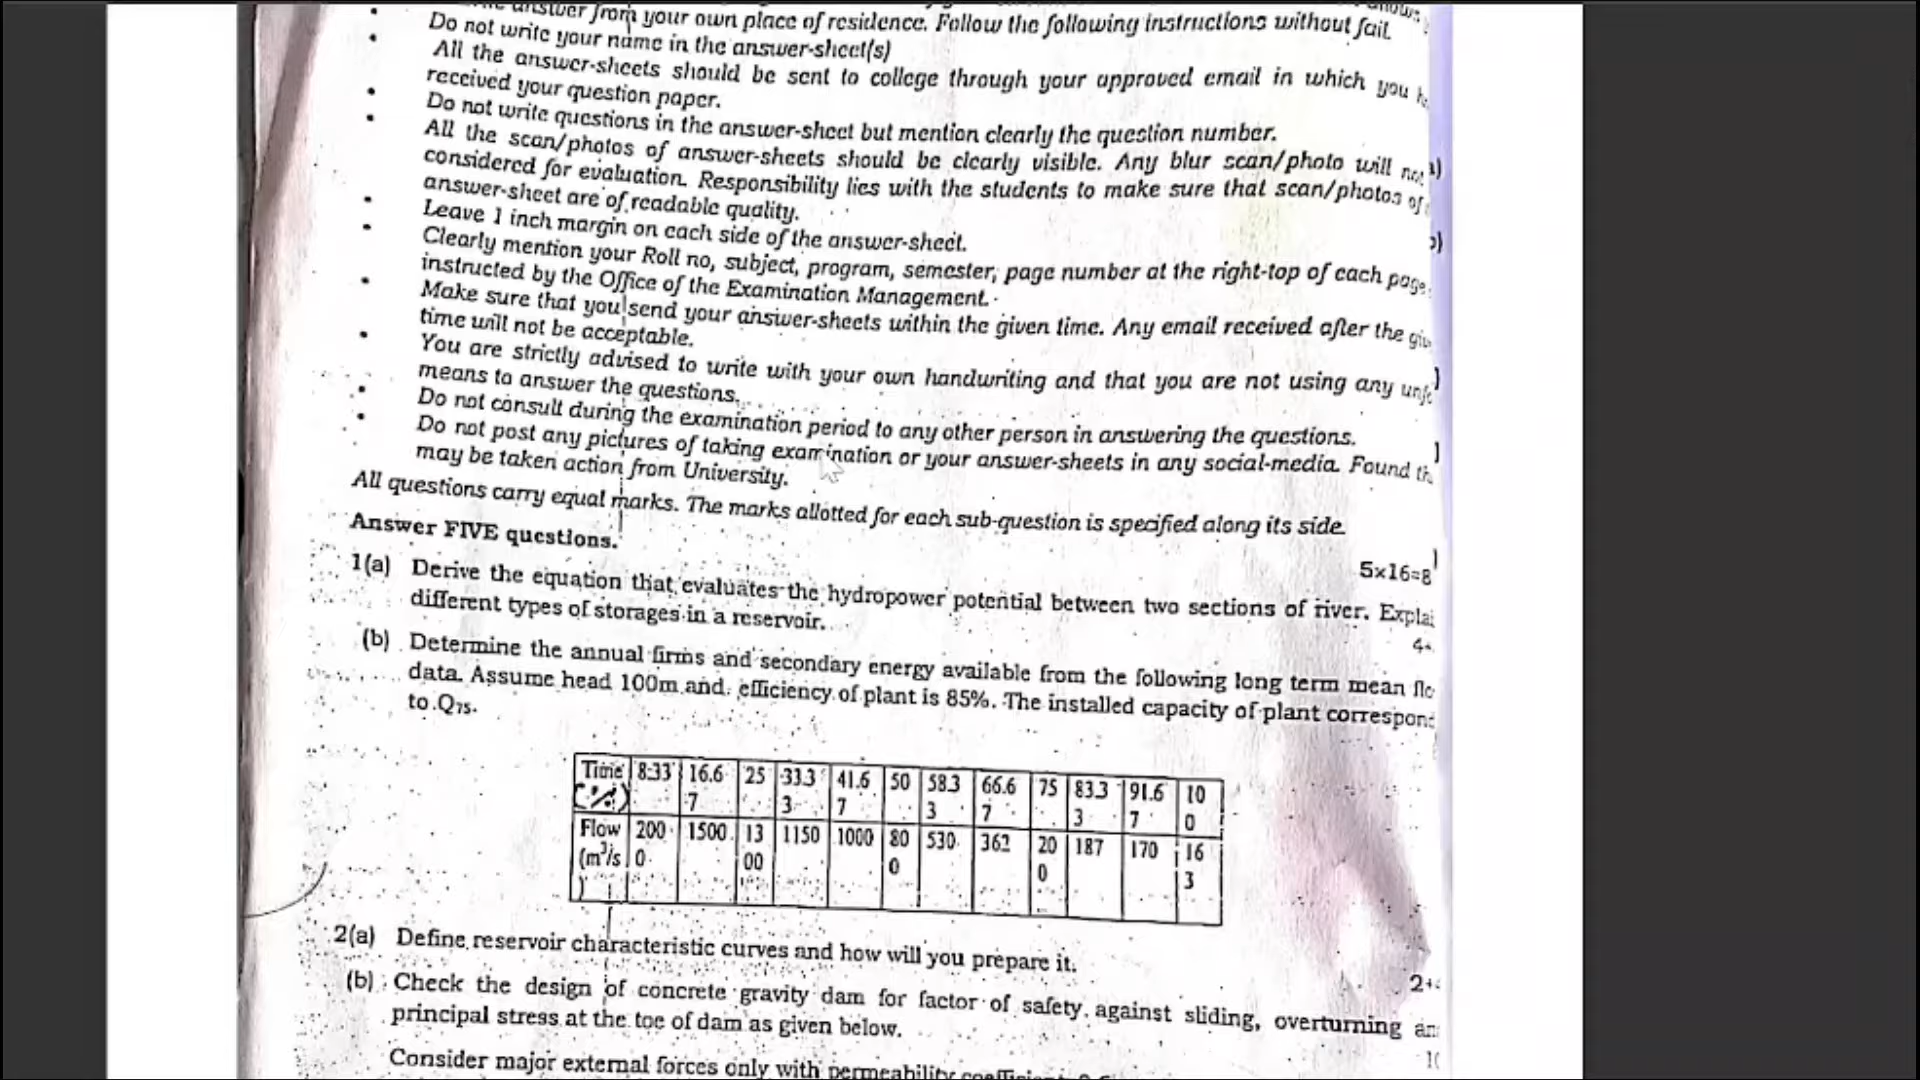 answer from your own place of residence. Follow the following instructions without fail.
Do not write your name in the answer-sheet(s)
All the answer-sheets should be sent to college through your approved email in which you
received your question paper.
Do not write questions in the answer-sheet but mention clearly the question number.
All the scan/photos of answer-sheets should be clearly visible. Any blur scan/photo will not
considered for evaluation. Responsibility lies with the students to make sure that scan/photos of
answer-sheet are of readable quality.
Leave 1 inch margin on each side of the answer-sheet.
Clearly mention your Roll no, subject, program, semester, page number at the right-top of each page
instructed by the Office of the Examination Management.
Make sure that you send your answer-sheets within the given time. Any email received after the
time will not be acceptable.
You are strictly advised to write with your own handwriting and that you are not using any
means to answer the questions.
Do not consult during the examination period to any other person in answering the questions.
Do not post any pictures of taking examination or your answer-sheets in any social-media. Found
may be taken action from University.
All questions carry equal marks. The marks allotted for each sub-question is specified along its side.
Answer FIVE questions.
5×16=8
1(a) Derive the equation that evaluates the hydropower potential between two sections of river. Explai
different types of storages in a reservoir.
4+
(b) Determine the annual firms and secondary energy available from the following long term mean flo
data. Assume head 100m and efficiency of plant is 85%. The installed capacity of plant correspon
to Q75.
Time (%) 8.33 16.67 25 33.33 41.67 50 58.33 66.67 75 83.33 91.67 100
Flow (m³/s) 2000 1500 1300 1150 1000 800 530 362 200 187 170 163
2(a) Define reservoir characteristic curves and how will you prepare it.
2+
(b) Check the design of concrete gravity dam for factor of safety against sliding, overturning an
principal stress at the toe of dam as given below.
10
Consider major external forces only with permeability